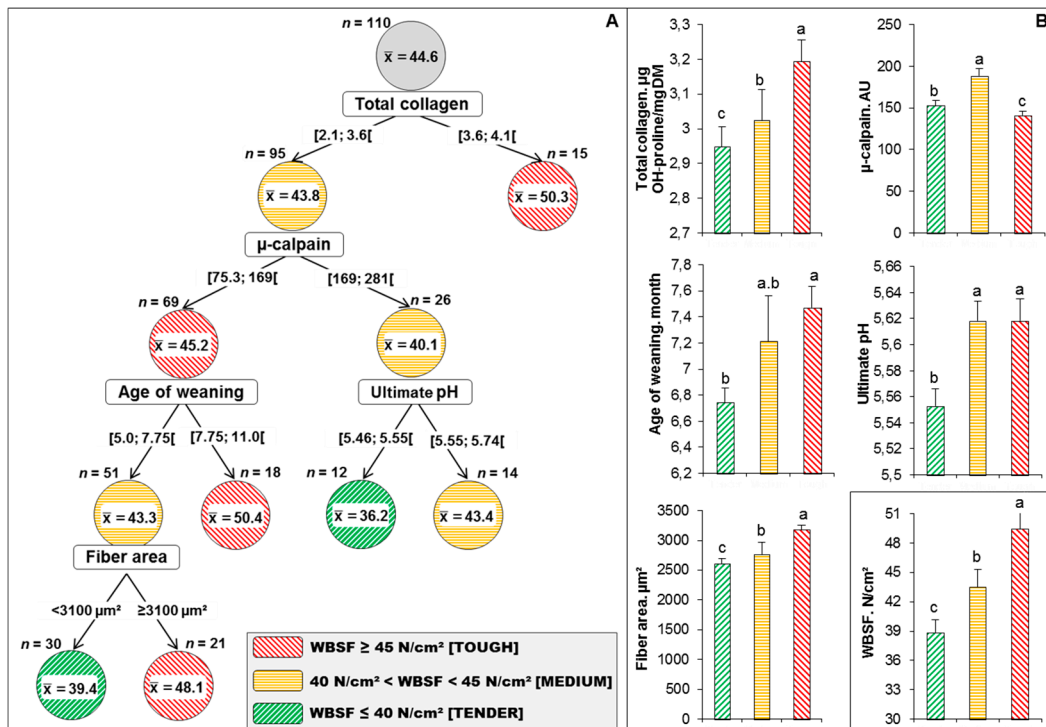 A
n = 110
x̄ = 44.6
Total collagen
[2.1; 3.6[
[3.6; 4.1[
n = 95
n = 15
x̄ = 43.8
x̄ = 50.3
µ-calpain
[75.3; 169[
[169; 281[
n = 69
n = 26
x̄ = 45.2
x̄ = 40.1
Age of weaning
Ultimate pH
[5.0; 7.75[
[7.75; 11.0[
[5.46; 5.55[
[5.55; 5.74[
n = 51
n = 18
n = 12
n = 14
x̄ = 43.3
x̄ = 50.4
x̄ = 36.2
x̄ = 43.4
Fiber area
<3100 µm²
≥3100 µm²
n = 30
n = 21
x̄ = 39.4
x̄ = 48.1
WBSF ≥ 45 N/cm² [TOUGH]
40 N/cm² < WBSF < 45 N/cm² [MEDIUM]
WBSF ≤ 40 N/cm² [TENDER]
B
Total collagen. µg
OH-proline/mgDM
3,3
3,2
3,1
3
2,9
2,8
2,7
c
b
a
µ-calpain. AU
250
200
150
100
50
0
b
a
c
Age of weaning. month
7,8
7,6
7,4
7,2
7
6,8
6,6
6,4
6,2
b
a.b
a
Ultimate pH
5,66
5,64
5,62
5,6
5,58
5,56
5,54
5,52
5,5
b
a
a
Fiber area. µm²
3500
3000
2500
2000
1500
1000
500
0
c
b
a
WBSF. N/cm²
51
48
45
42
39
36
33
30
c
b
a